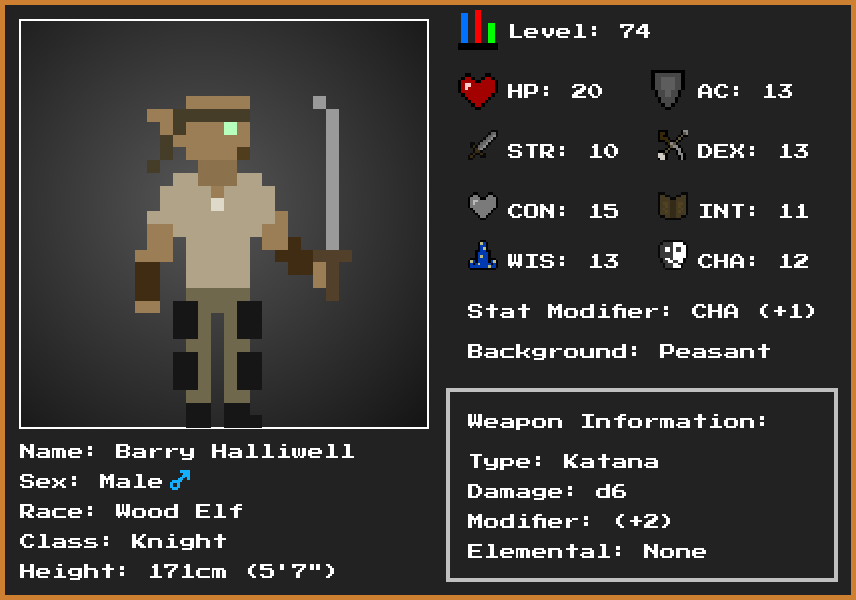 Level: 74
HP: 20 AC: 13
STR: 10 DEX: 13
CON: 15 INT: 11
WIS: 13 CHA: 12
Stat Modifier: CHA (+1)
Background: Peasant
Weapon Information:
Type: Katana
Damage: d6
Modifier: (+2)
Elemental: None
Name: Barry Halliwell
Sex: Male♂
Race: Wood Elf
Class: Knight
Height: 171cm (5'7")